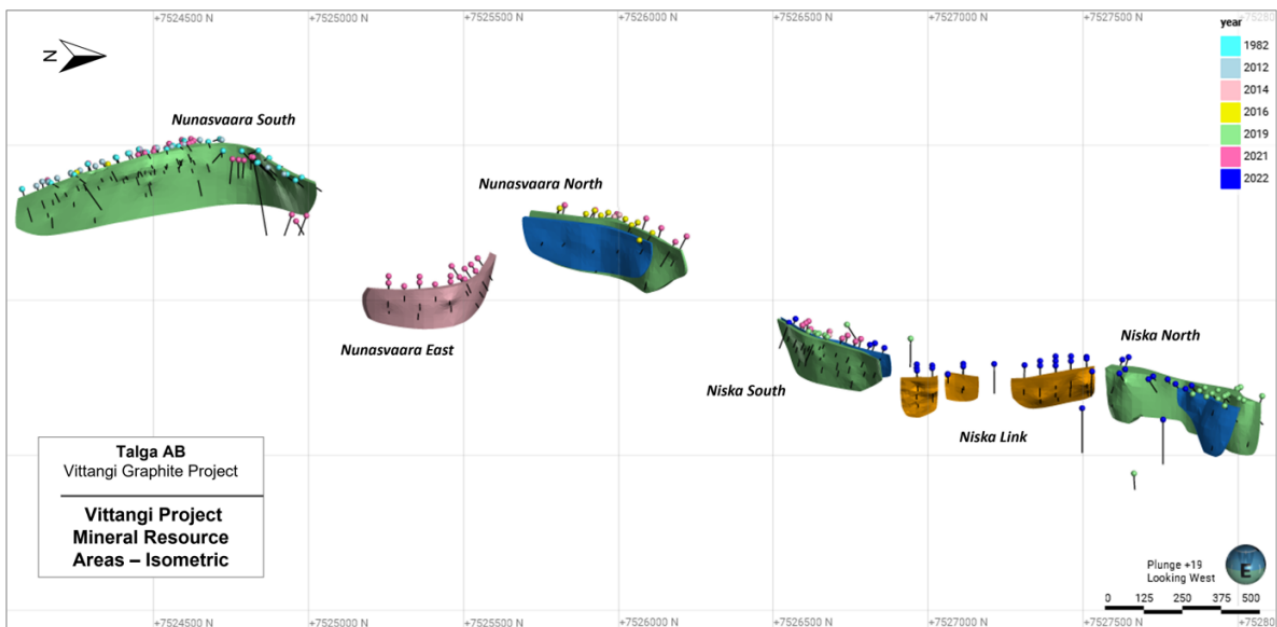 +7524500 N
+7525000 N
+7525500 N
+7526000 N
+7526500 N
+7527000 N
+7527500 N
year
1982
2012
2014
2016
2019
2021
2022
N
Nunasvaara South
Nunasvaara North
Nunasvaara East
Niska South
Niska North
Niska Link
Talga AB
Vittangi Graphite Project
Vittangi Project
Mineral Resource
Areas – Isometric
Plunge +19
Looking West
E
0 125 250 375 500
+7524500 N
+7525000 N
+7525500 N
+7526000 N
+7526500 N
+7527000 N
+7527500 N
+752800